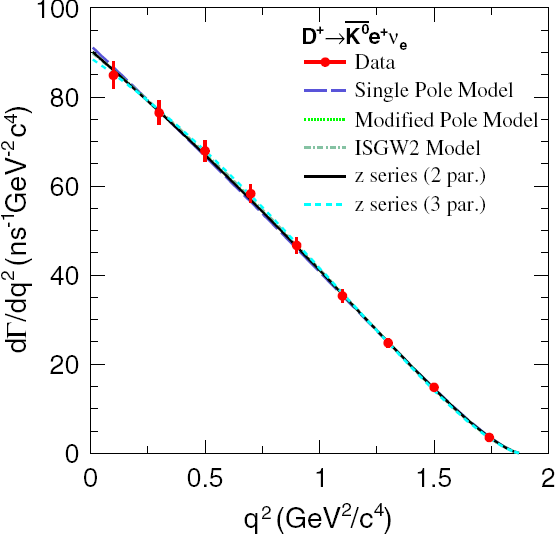 D⁺→K̅⁰e⁺νₑ
Data
Single Pole Model
Modified Pole Model
ISGW2 Model
z series (2 par.)
z series (3 par.)
dΓ/dq² (ns⁻¹GeV⁻²c⁴)
100
80
60
40
20
0
0 0.5 1 1.5 2
q² (GeV²/c⁴)